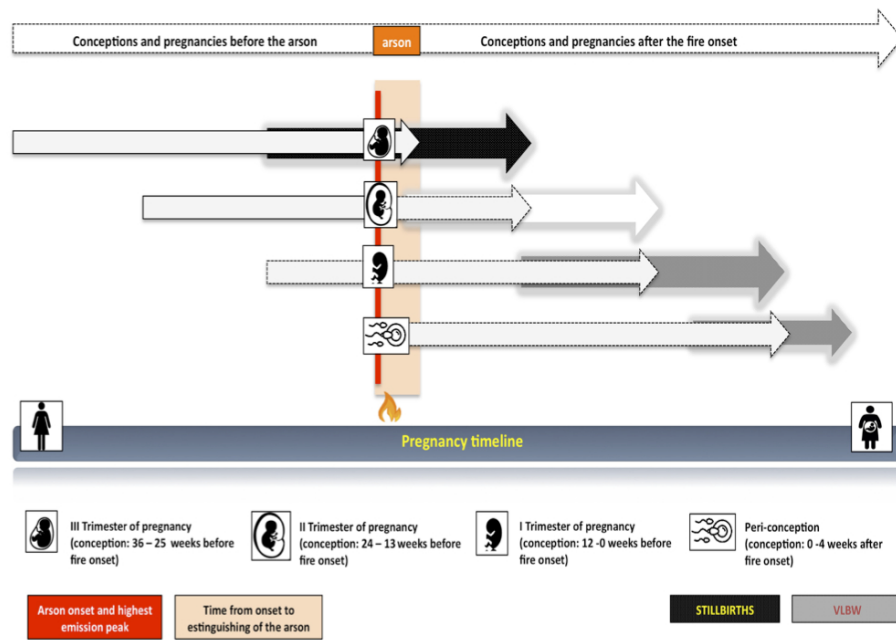 Conceptions and pregnancies before the arson
arson
Conceptions and pregnancies after the fire onset
Pregnancy timeline
III Trimester of pregnancy
(conception: 36 – 25 weeks before
fire onset)
II Trimester of pregnancy
(conception: 24 – 13 weeks before
fire onset)
I Trimester of pregnancy
(conception: 12 -0 weeks before
fire onset)
Peri-conception
(conception: 0 -4 weeks after
fire onset)
Arson onset and highest
emission peak
Time from onset to
estinguishing of the arson
STILLBIRTHS
VLBW